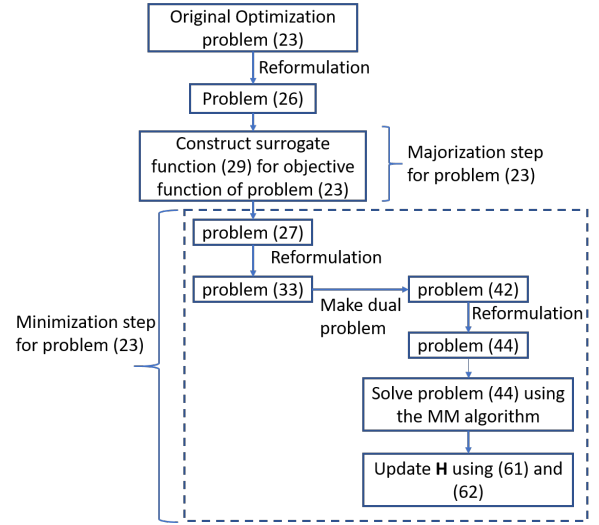 Original Optimization
problem (23)
Reformulation
Problem (26)
Construct surrogate
function (29) for objective
function of problem (23)
Majorization step
for problem (23)
problem (27)
Reformulation
problem (33)
Make dual
problem
problem (42)
Reformulation
problem (44)
Minimization step
for problem (23)
Solve problem (44) using
the MM algorithm
Update H using (61) and
(62)